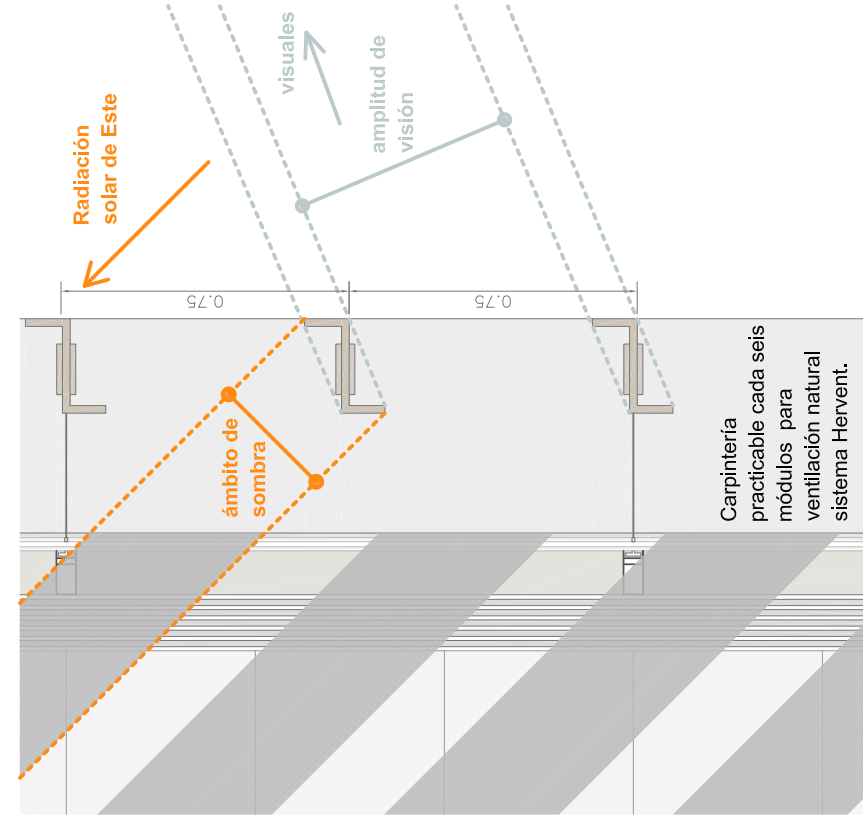 Radiación
solar de Este
visuales
amplitud de
visión
0.75
0.75
ámbito de
sombra
Carpintería
practicable cada seis
módulos para
ventilación natural
sistema Hervent.